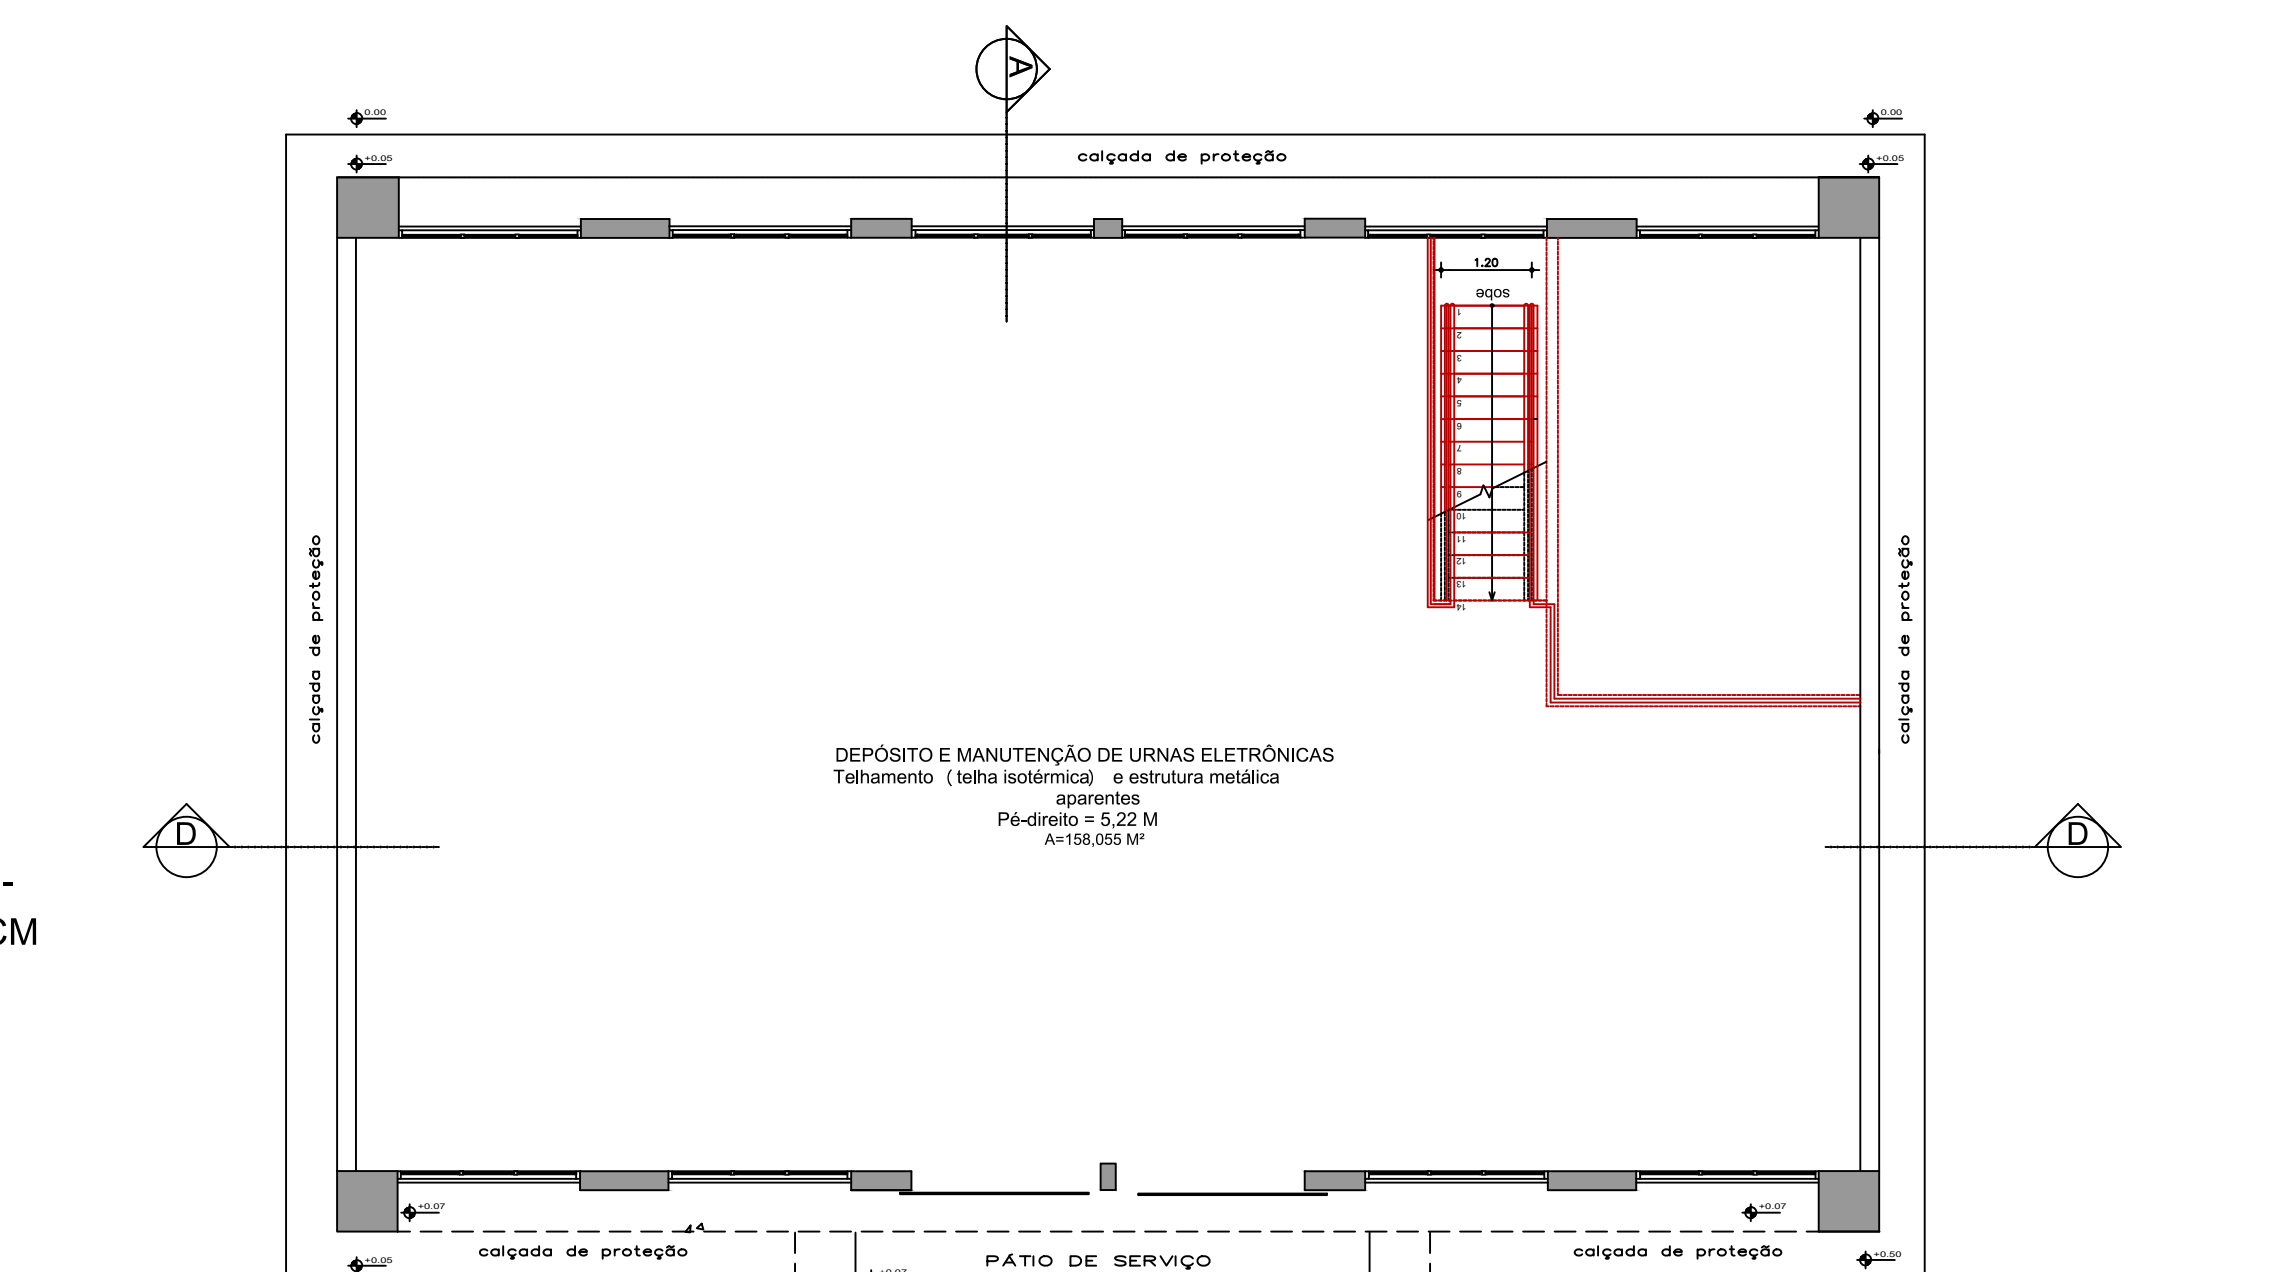 A
0.00
0.00
+0.05
calçada de proteção
+0.05
1.20
sobe
1
2
3
4
5
6
7
8
9
10
11
12
13
14
calçada de proteção
calçada de proteção
DEPÓSITO E MANUTENÇÃO DE URNAS ELETRÔNICAS
Telhamento ( telha isotérmica) e estrutura metálica
aparentes
Pé-direito = 5,22 M
A=158,055 M²
D
D
-
CM
+0.07
+0.07
calçada de proteção
PÁTIO DE SERVIÇO
calçada de proteção
+0.05
+0.50
+0.07